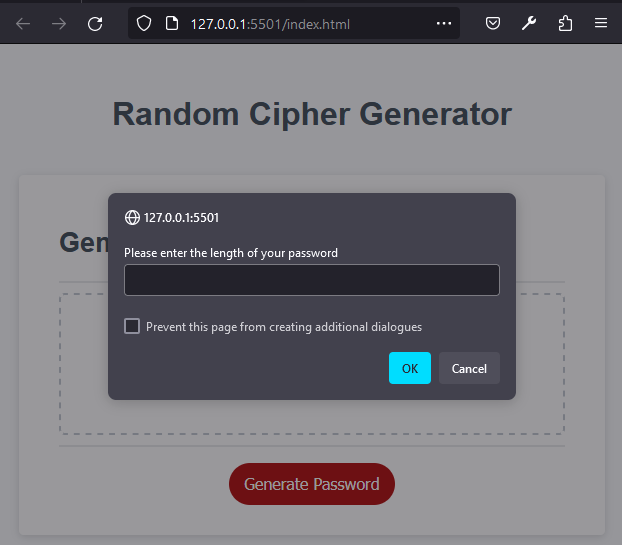 127.0.0.1:5501/index.html
Random Cipher Generator
Gen
127.0.0.1:5501
Please enter the length of your password
Prevent this page from creating additional dialogues
OK Cancel
Generate Password